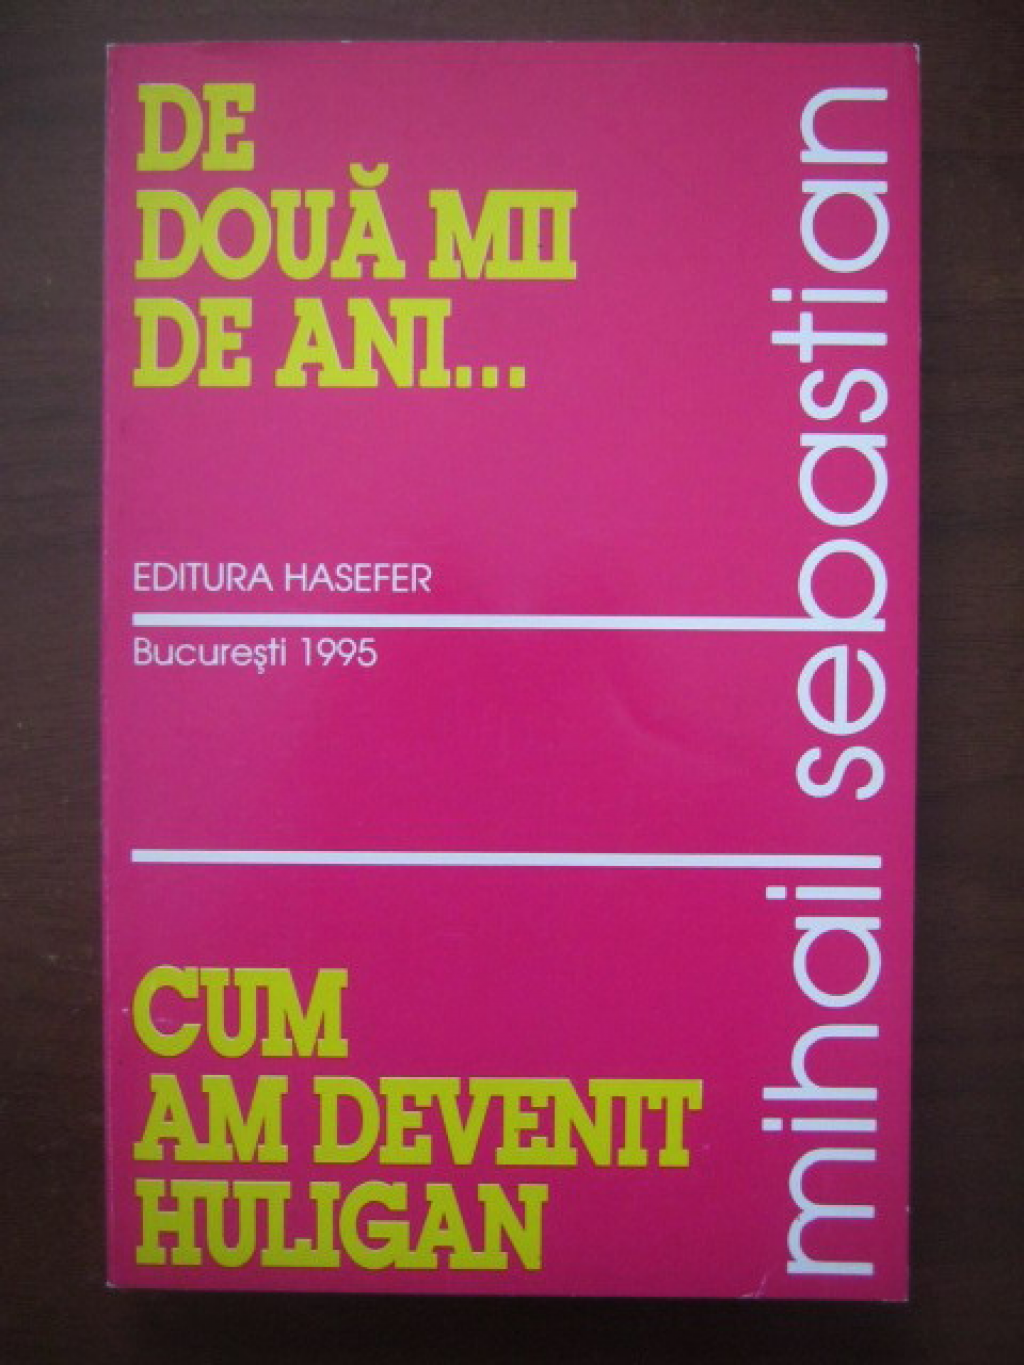 DE
DOUĂ MII
DE ANI...
EDITURA HASEFER
București 1995
CUM
AM DEVENIT
HULIGAN
mihail sebastian